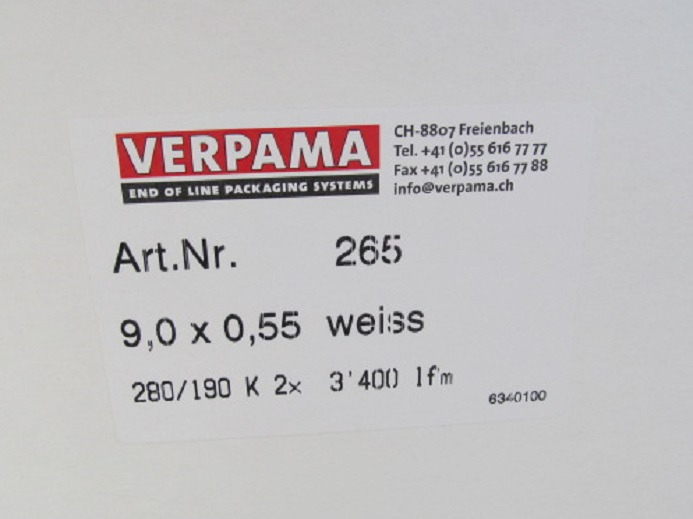 VERPAMA
END OF LINE PACKAGING SYSTEMS
CH-8807 Freienbach
Tel. +41 (0)55 616 77 77
Fax +41 (0)55 616 77 88
info@verpama.ch
Art.Nr. 265
9,0 x 0,55 weiss
280/190 K 2x 3'400 lfm
6340100